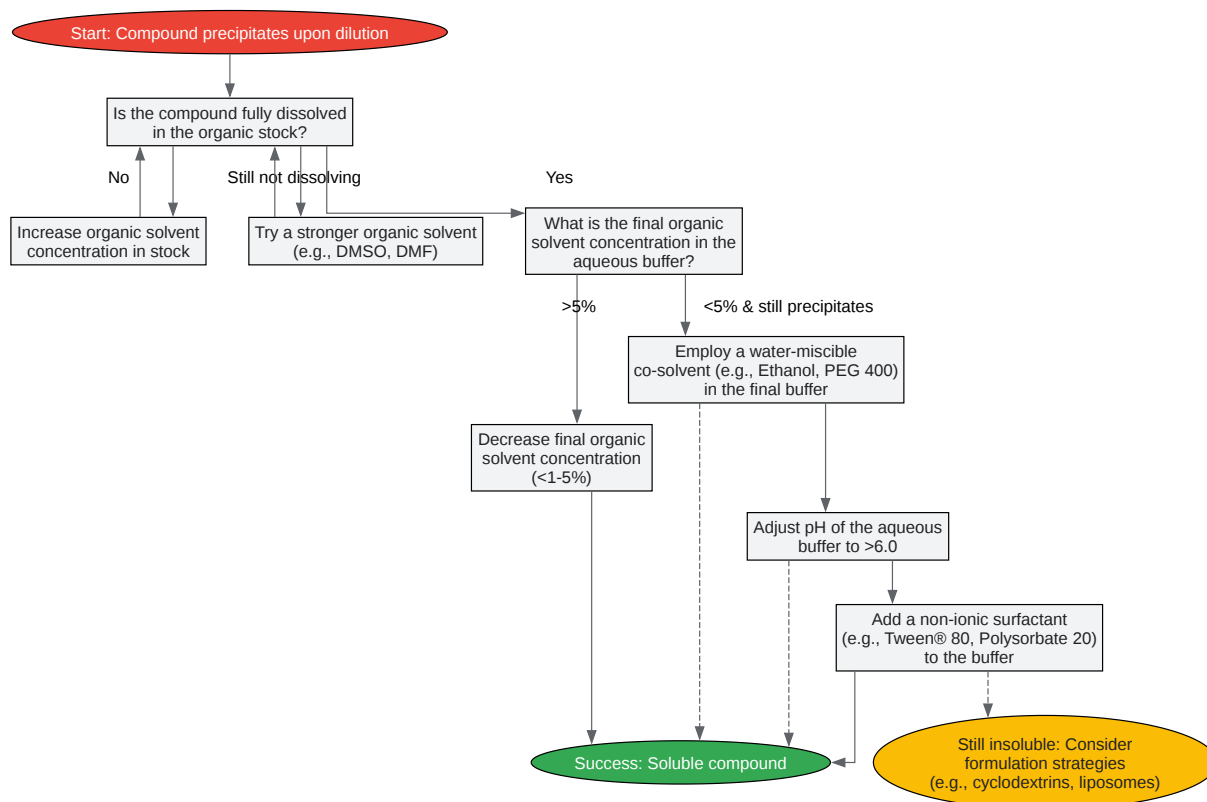 Start: Compound precipitates upon dilution
Is the compound fully dissolved
in the organic stock?
No
Still not dissolving
Yes
Increase organic solvent
concentration in stock
Try a stronger organic solvent
(e.g., DMSO, DMF)
What is the final organic
solvent concentration in the
aqueous buffer?
>5%
<5% & still precipitates
Employ a water-miscible
co-solvent (e.g., Ethanol, PEG 400)
in the final buffer
Decrease final organic
solvent concentration
(<1-5%)
Adjust pH of the aqueous
buffer to >6.0
Add a non-ionic surfactant
(e.g., Tween® 80, Polysorbate 20)
to the buffer
Success: Soluble compound
Still insoluble: Consider
formulation strategies
(e.g., cyclodextrins, liposomes)